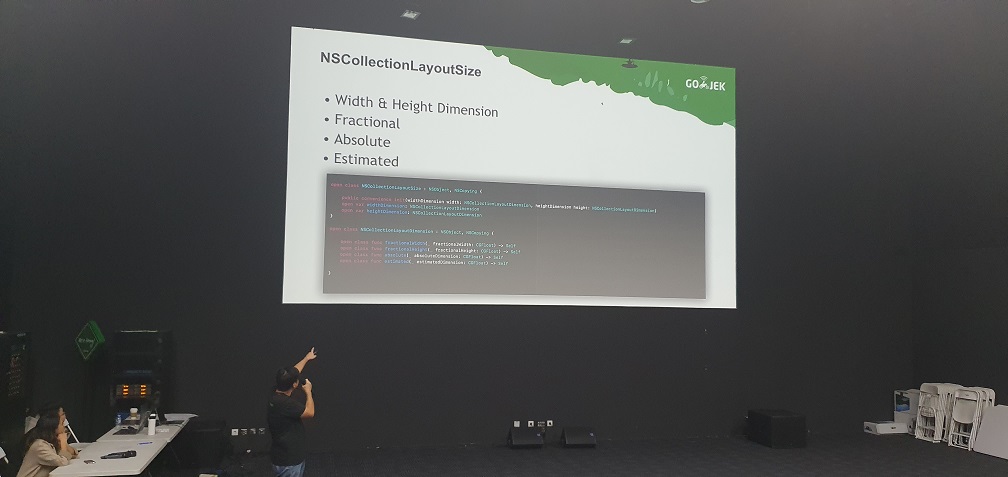 NSCollectionLayoutSize
GO JEK
• Width & Height Dimension
• Fractional
• Absolute
• Estimated
open class NSCollectionLayoutSize : NSObject, NSCopying {
public convenience init(widthDimension width: NSCollectionLayoutDimension, heightDimension height: NSCollectionLayoutDimension)
open var widthDimension: NSCollectionLayoutDimension
open var heightDimension: NSCollectionLayoutDimension
}
open class NSCollectionLayoutDimension : NSObject, NSCopying {
open class func fractionalWidth(_ fractionalWidth: CGFloat) -> Self
open class func fractionalHeight(_ fractionalHeight: CGFloat) -> Self
open class func absolute(_ absoluteDimension: CGFloat) -> Self
open class func estimated(_ estimatedDimension: CGFloat) -> Self
}